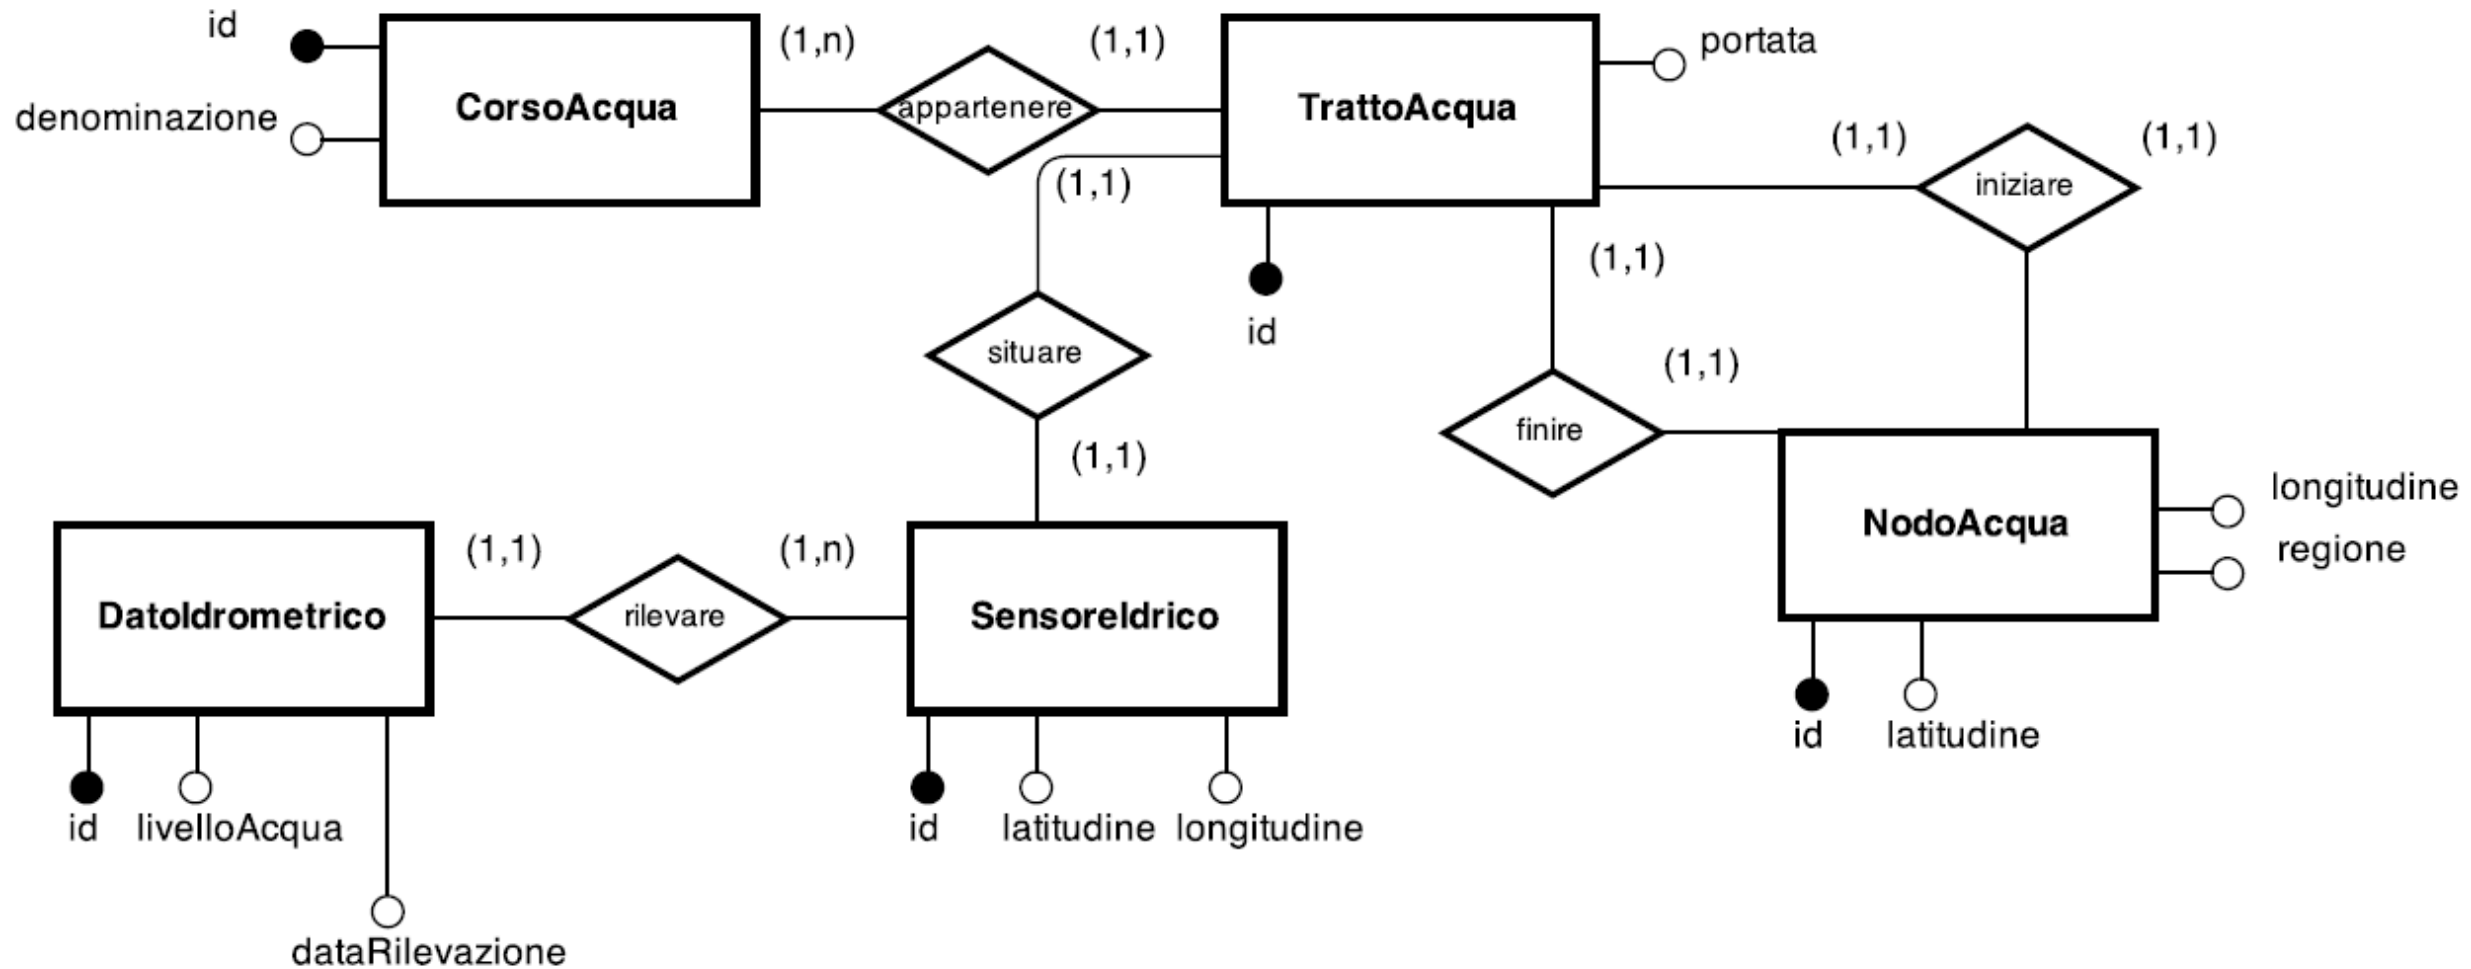 id
(1,n)
(1,1)
portata
denominazione
CorsoAcqua
appartenere
TrattoAcqua
(1,1)
(1,1)
(1,1)
iniziare
(1,1)
id
situare
(1,1)
finire
(1,1)
longitudine
NodoAcqua
regione
(1,1)
(1,n)
DatoIdrometrico
rilevare
SensoreIdrico
id
latitudine
id
livelloAcqua
id
latitudine
longitudine
dataRilevazione